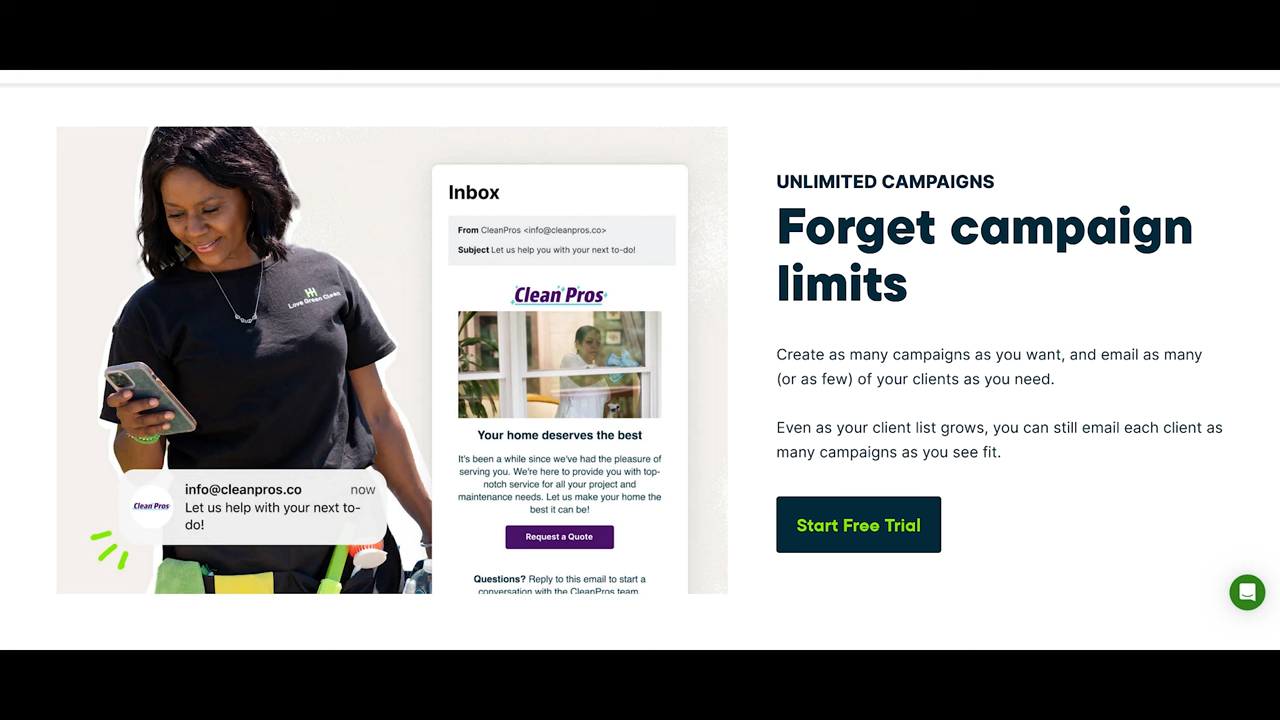 Love Green Clean
info@cleanpros.co now
Clean Pros
Let us help with your next to-
do!
Inbox
From CleanPros <info@cleanpros.co>
Subject Let us help you with your next to-do!
Clean Pros
Your home deserves the best
It's been a while since we've had the pleasure of
serving you. We're here to provide you with top-
notch service for all your project and
maintenance needs. Let us make your home the
best it can be!
Request a Quote
Questions? Reply to this email to start a
conversation with the CleanPros team.
UNLIMITED CAMPAIGNS
Forget campaign
limits
Create as many campaigns as you want, and email as many
(or as few) of your clients as you need.
Even as your client list grows, you can still email each client as
many campaigns as you see fit.
Start Free Trial